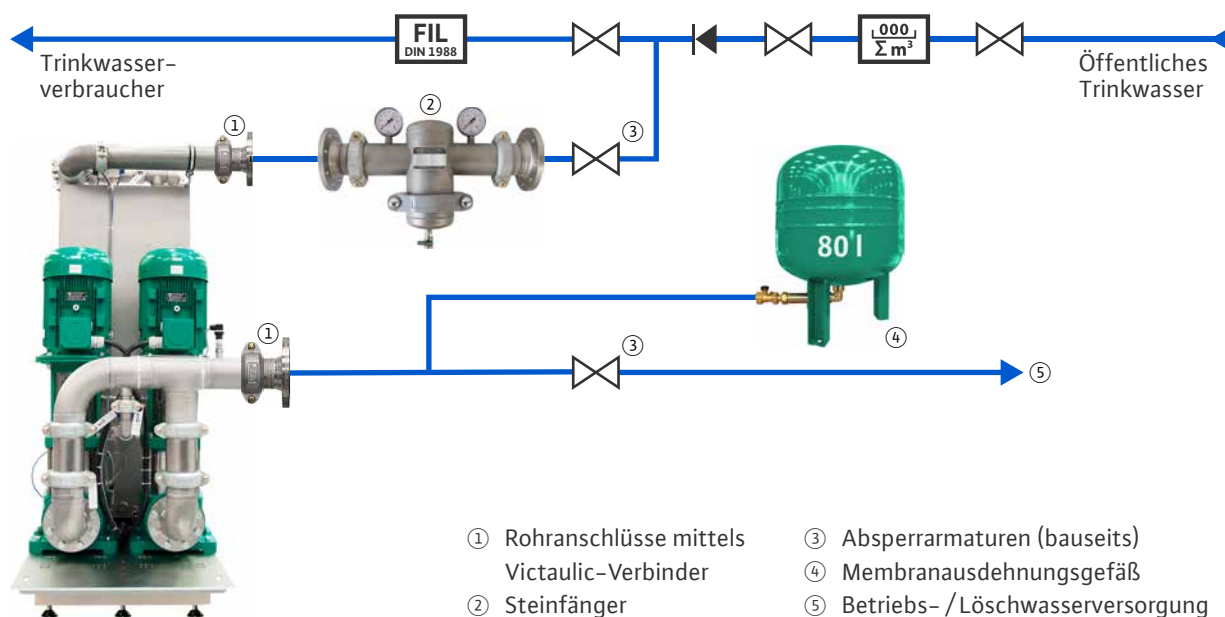 FIL
DIN 1988
000
Σ m³
Trinkwasser-
verbraucher
Öffentliches
Trinkwasser
①
②
③
80 l
①
③
④
⑤
① Rohranschlüsse mittels
Victaulic-Verbinder
② Steinfänger
③ Absperrarmaturen (bauseits)
④ Membranausdehnungsgefäß
⑤ Betriebs- / Löschwasserversorgung